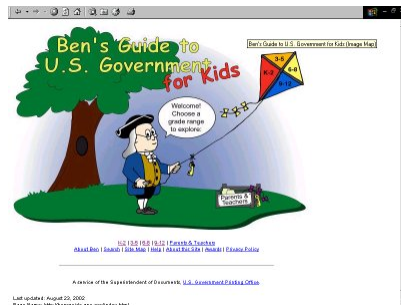 Ben's Guide to
U.S. Government
for Kids
Ben's Guide to U.S. Government for Kids (Image Map)
3-5
K-2
6-8
9-12
Welcome!
Choose a
grade range
to explore:
Parents &
Teachers
K-2 | 3-5 | 6-8 | 9-12 | Parents & Teachers
About Ben | Search | Site Map | Help | About this Site | Awards | Privacy Policy
A service of the Superintendent of Documents, U.S. Government Printing Office.
Last updated: August 23, 2002